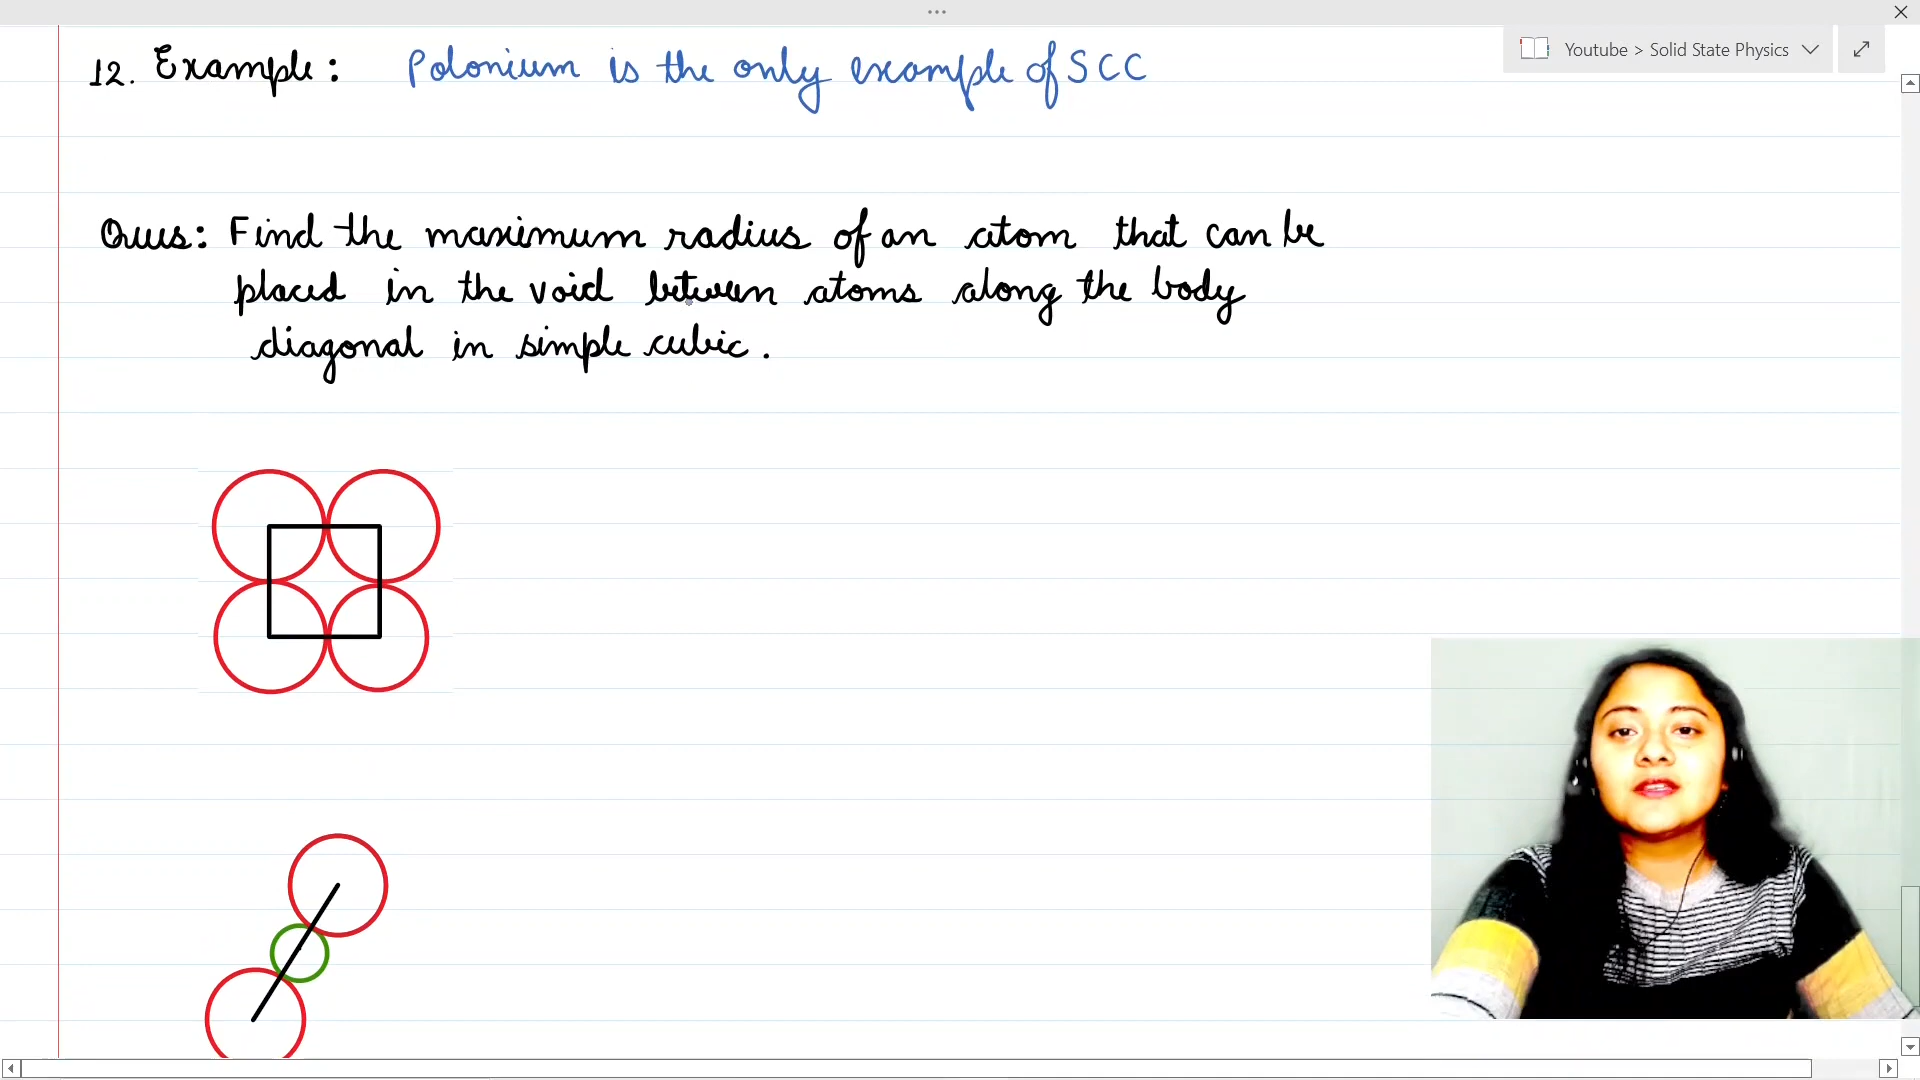 Youtube > Solid State Physics
12. Example: Polonium is the only example of SCC
Ques: Find the maximum radius of an atom that can be
placed in the void between atoms along the body
diagonal in simple cubic.